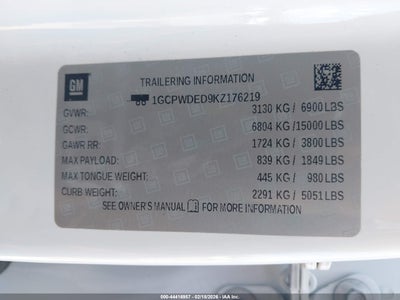 GM
TRAILERING INFORMATION
1GCPWDED9KZ176219
GVWR: 3130 KG / 6900 LBS
GCWR: 6804 KG /15000 LBS
GAWR RR: 1724 KG / 3800 LBS
MAX PAYLOAD: 839 KG / 1849 LBS
MAX TONGUE WEIGHT: 445 KG / 980 LBS
CURB WEIGHT: 2291 KG / 5051 LBS
SEE OWNER'S MANUAL FOR MORE INFORMATION
500-44418957 - 02/18/2026 - IAA Inc.